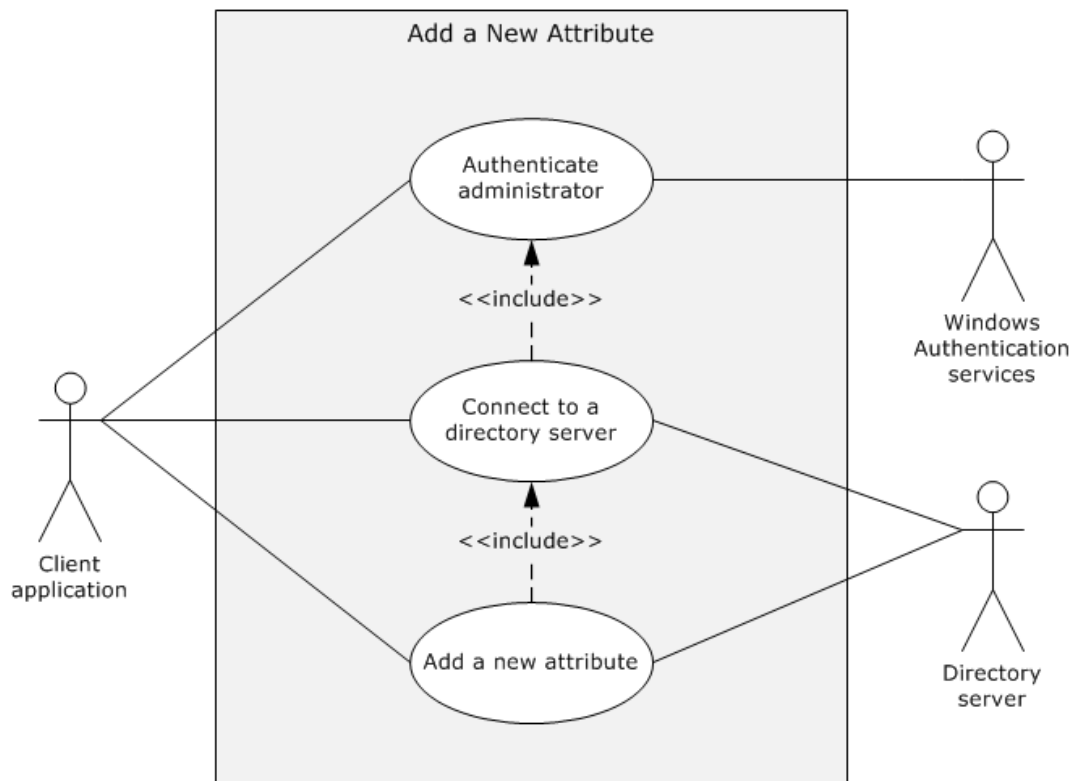 Add a New Attribute
Authenticate
administrator
<<include>>
Windows
Authentication
services
Connect to a
directory server
Client
application
<<include>>
Add a new attribute
Directory
server